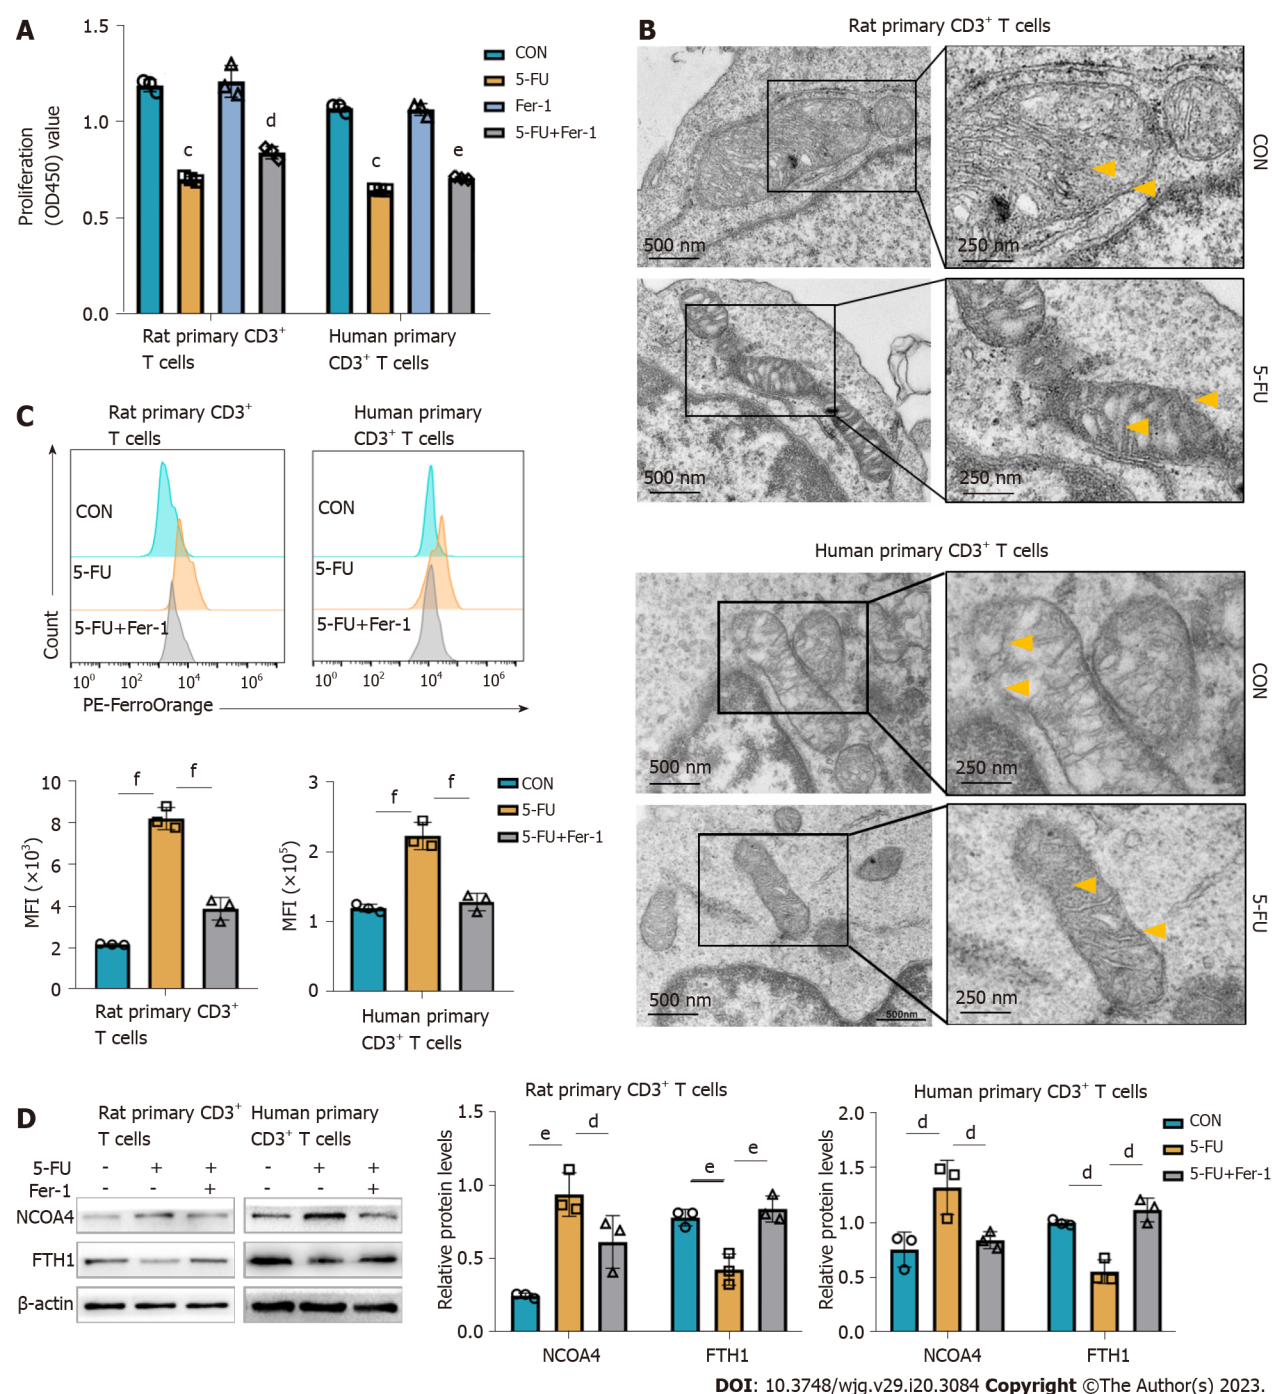 A
1.5
1.0
0.5
0.0
Proliferation
(OD450) value
c
d
c
e
CON
5-FU
Fer-1
5-FU+Fer-1
Rat primary CD3⁺
T cells
Human primary
CD3⁺ T cells
B
Rat primary CD3⁺ T cells
500 nm
250 nm
CON
500 nm
250 nm
5-FU
Human primary CD3⁺ T cells
500 nm
250 nm
CON
500 nm
500nm
250 nm
5-FU
C
Rat primary CD3⁺
T cells
Human primary
CD3⁺ T cells
Count
CON
5-FU
5-FU+Fer-1
CON
5-FU
5-FU+Fer-1
10⁰ 10² 10⁴ 10⁶
10⁰ 10² 10⁴ 10⁶
PE-FerroOrange
MFI (×10³)
10
8
6
4
2
0
f f
Rat primary CD3⁺
T cells
MFI (×10⁵)
3
2
1
0
f f
Human primary
CD3⁺ T cells
CON
5-FU
5-FU+Fer-1
D
Rat primary CD3⁺
T cells
Human primary
CD3⁺ T cells
5-FU - + + - + +
Fer-1 - - + - - +
NCOA4
FTH1
β-actin
Rat primary CD3⁺ T cells
Relative protein levels
1.5
1.0
0.5
0.0
e d
e e
NCOA4 FTH1
Human primary CD3⁺ T cells
Relative protein levels
2.0
1.5
1.0
0.5
0.0
d d
d d
NCOA4 FTH1
CON
5-FU
5-FU+Fer-1
DOI: 10.3748/wjg.v29.i20.3084 Copyright ©The Author(s) 2023.